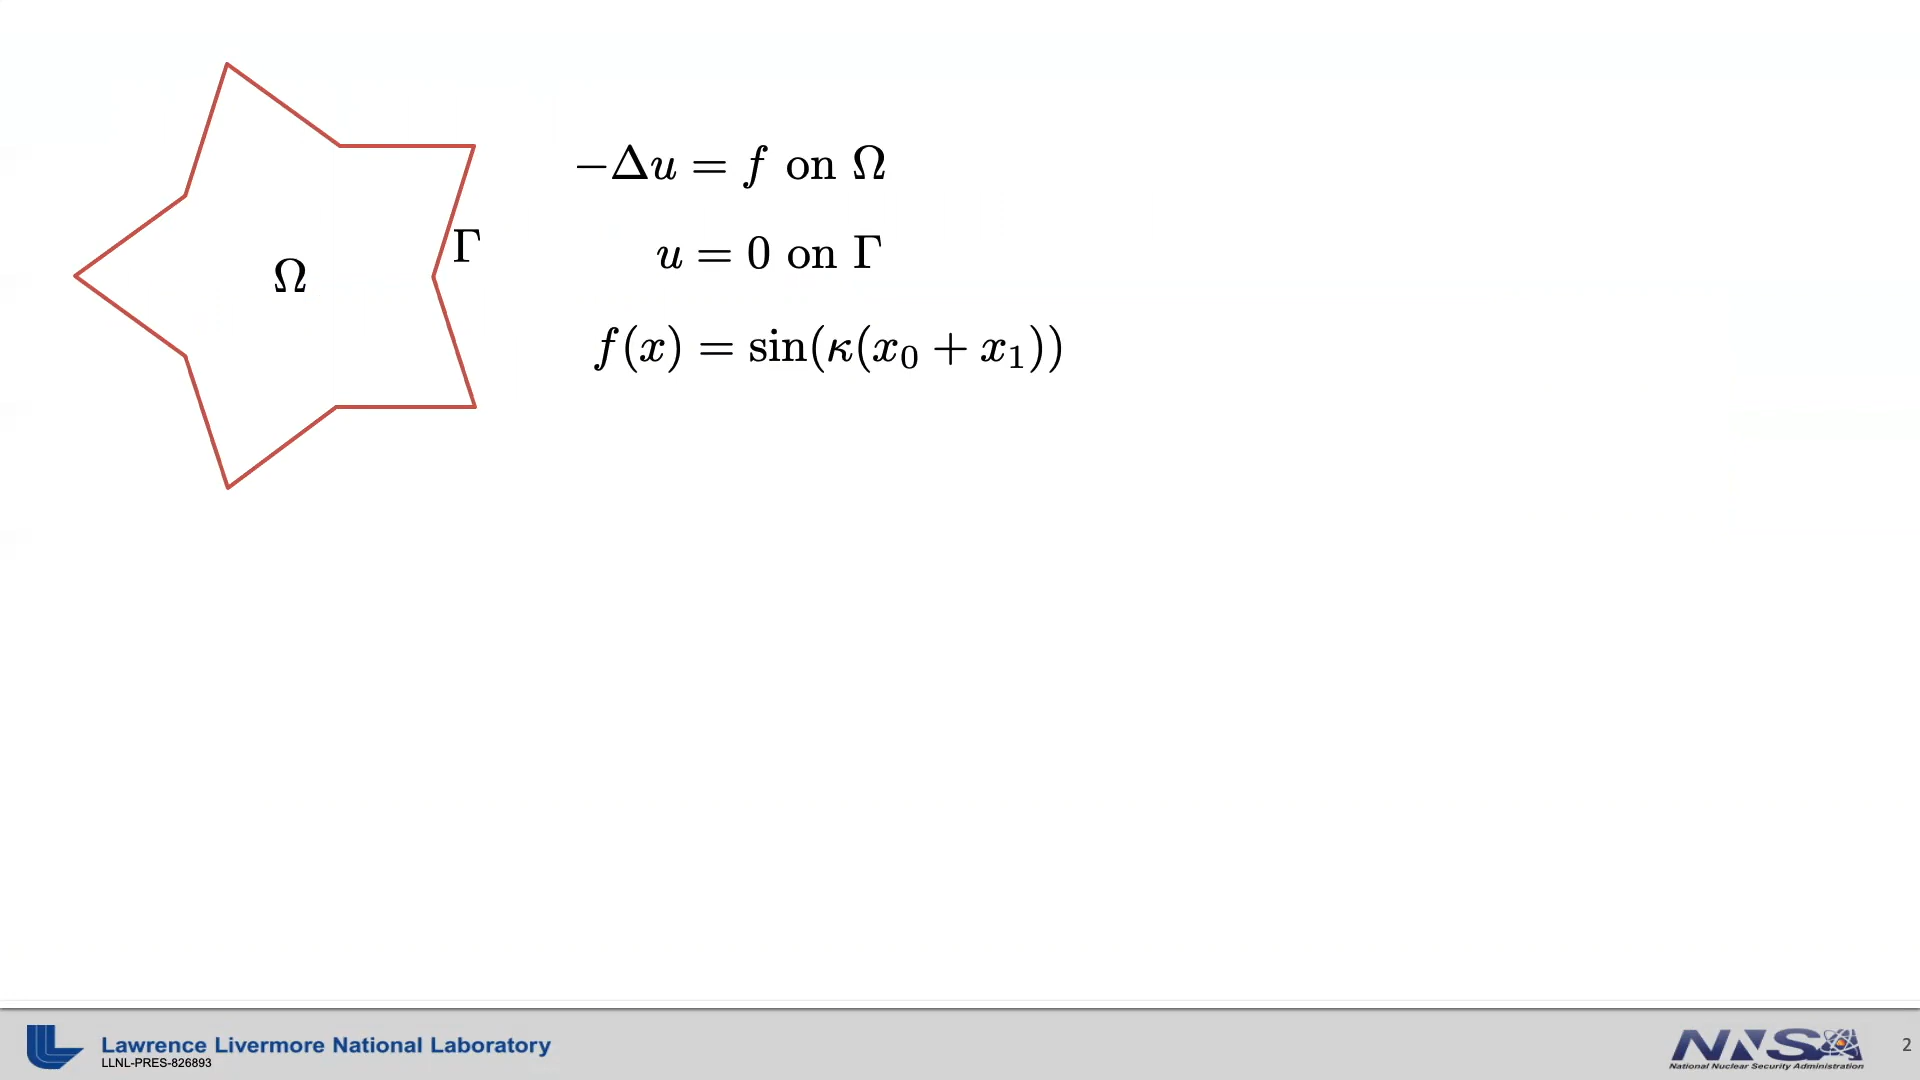 −Δu = f on Ω
u = 0 on Γ
f(x) = sin(κ(x₀ + x₁))
Γ
Ω
Lawrence Livermore National Laboratory
LLNL-PRES-826893
NNSA
National Nuclear Security Administration
2